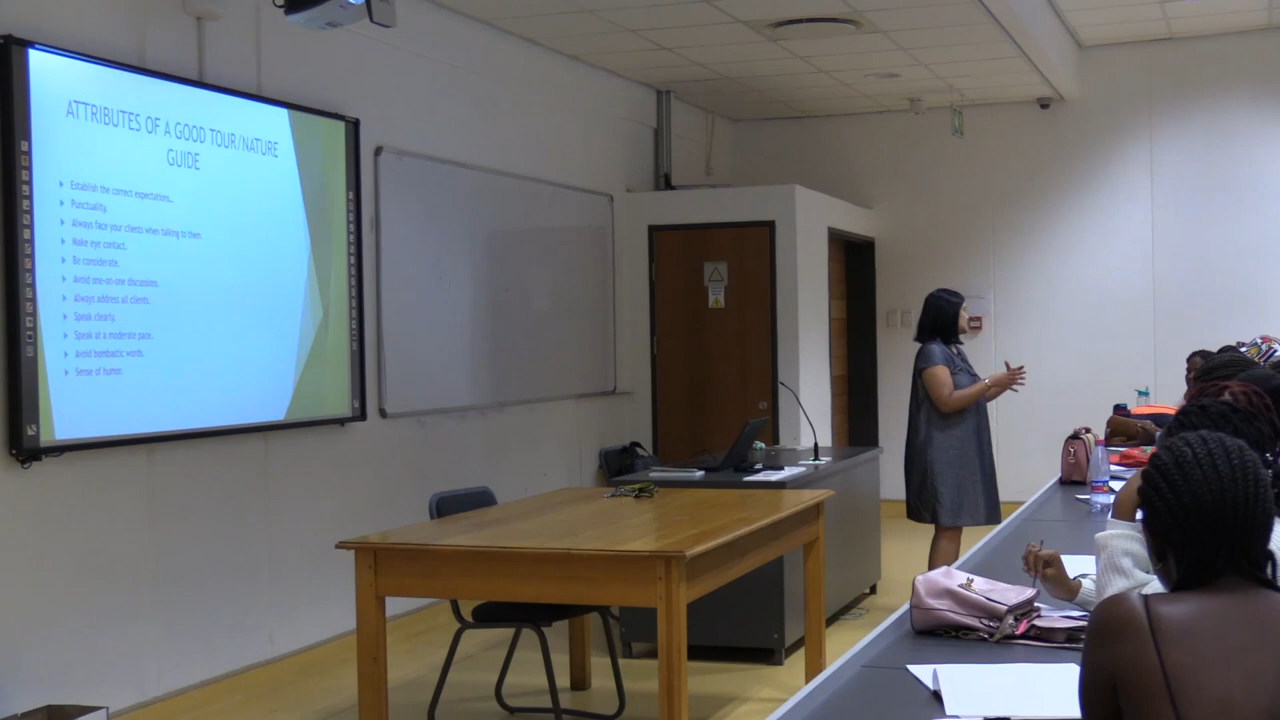 ATTRIBUTES OF A GOOD TOUR/NATURE
GUIDE
Establish the correct expectations…
Punctuality.
Always face your clients when talking to them.
Make eye contact.
Be considerate.
Avoid one-on-one discussions.
Always address all clients.
Speak clearly.
Speak at a moderate pace.
Avoid bombastic words.
Sense of humor.